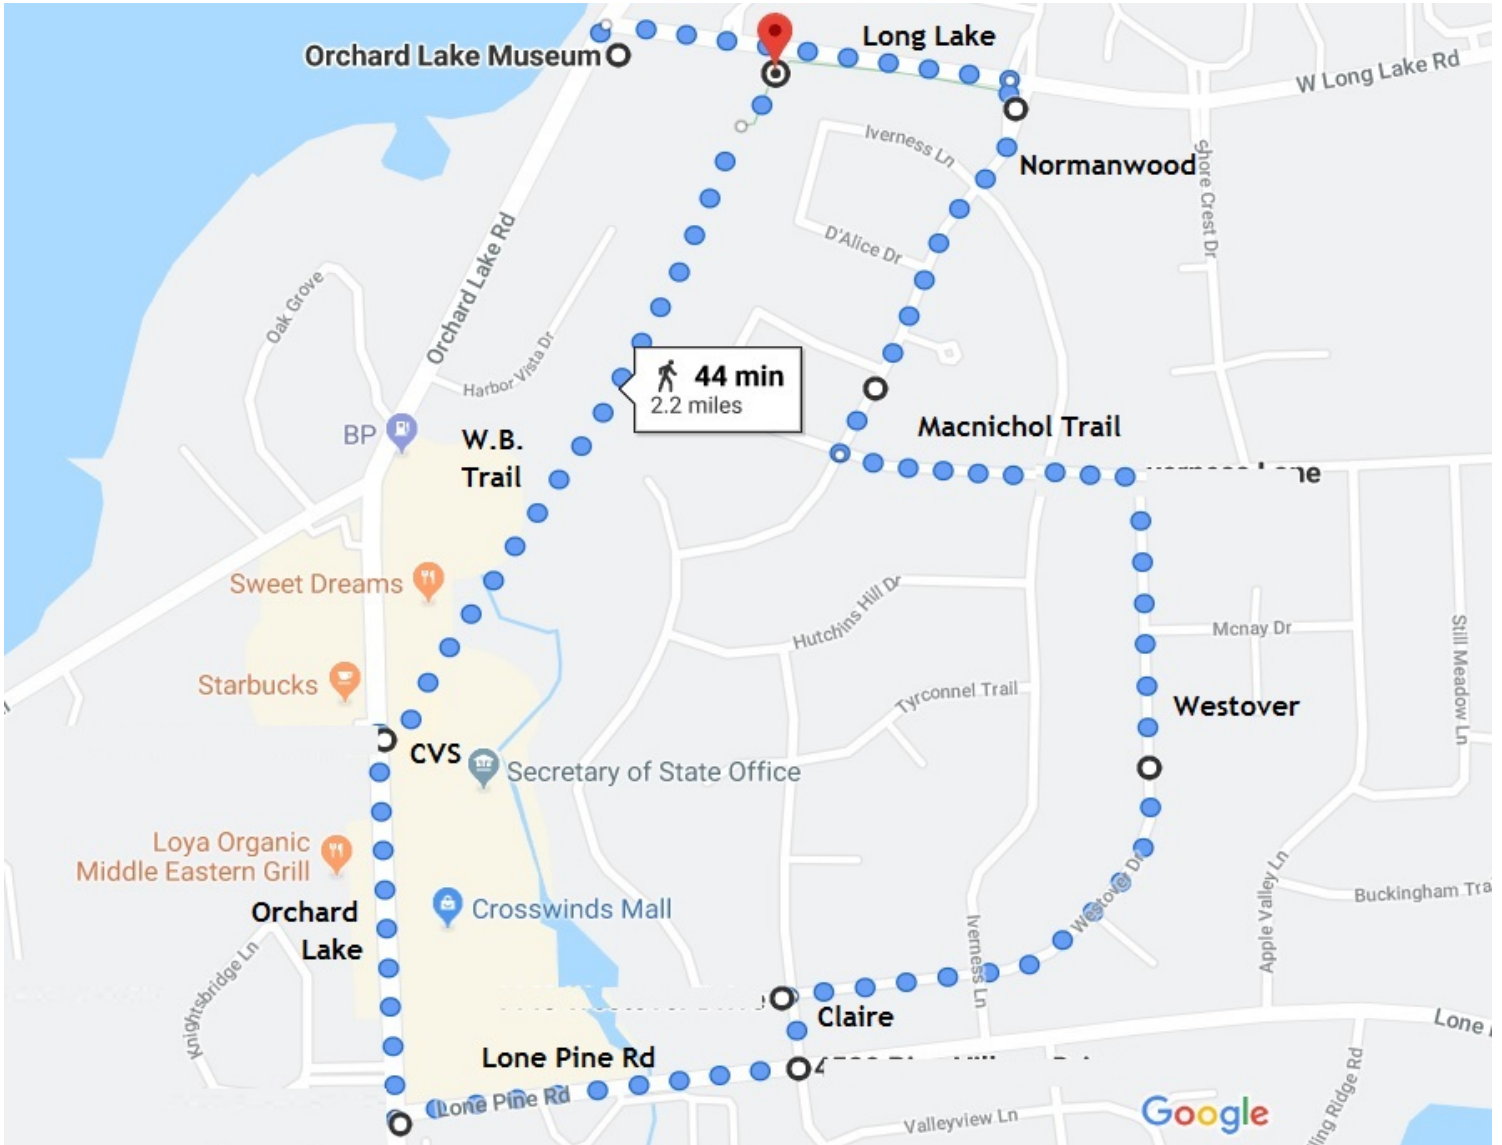 Long Lake
Orchard Lake Museum
W Long Lake Rd
Iverness Ln
Normanwood
Shore Crest Dr
D'Alice Dr
Orchard Lake Rd
Oak Grove
Harbor Vista Dr
44 min
2.2 miles
BP
W.B.
Trail
Macnichol Trail
Sweet Dreams
Hutchins Hill Dr
Mcnay Dr
Still Meadow Ln
Starbucks
Tyrconnel Trail
Westover
CVS
Secretary of State Office
Loya Organic
Middle Eastern Grill
Westover Dr
Apple Valley Ln
Buckingham Tra
Orchard
Lake
Crosswinds Mall
Knightsbridge Ln
Iverness Ln
Claire
Lone
Lone Pine Rd
Lone Pine Rd
Valleyview Ln
Google
ling Ridge Rd